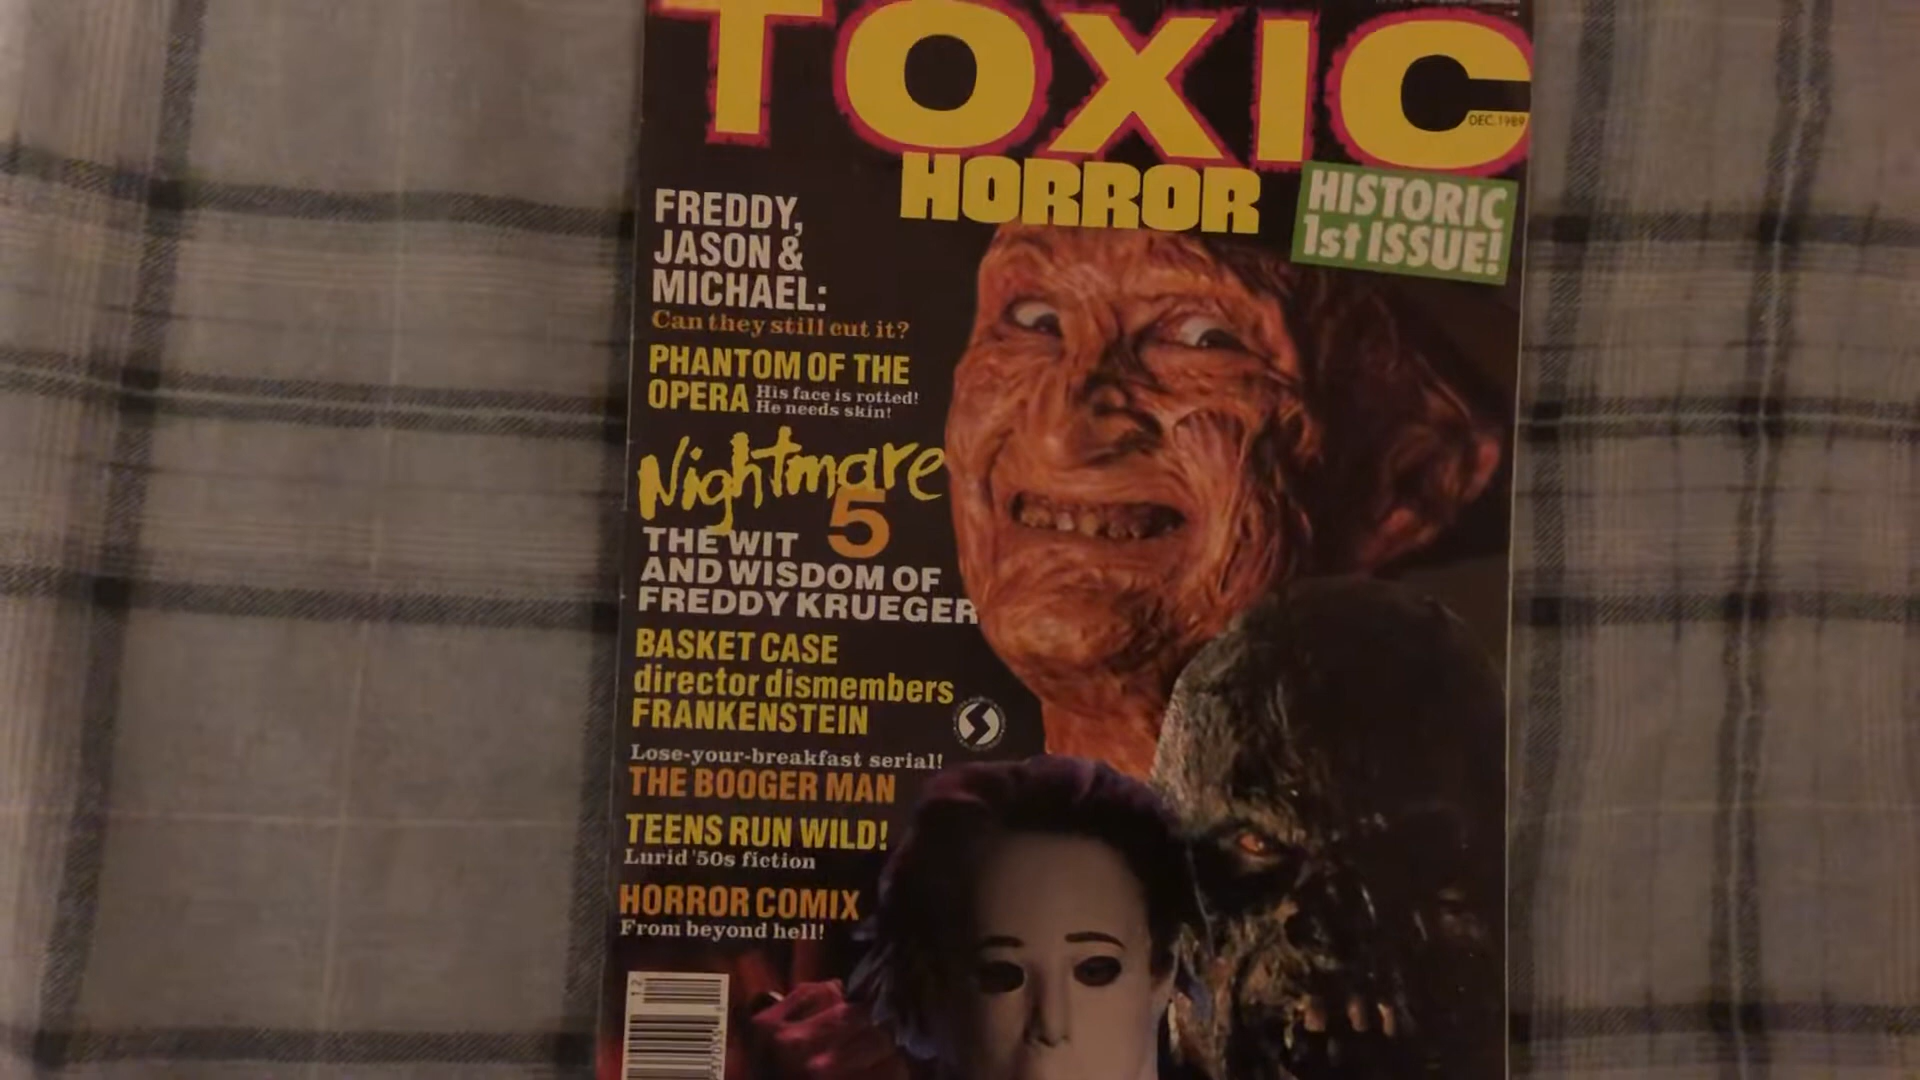 TOXIC
DEC. 1989
HORROR
HISTORIC
1st ISSUE!
FREDDY,
JASON &
MICHAEL:
Can they still cut it?
PHANTOM OF THE
OPERA His face is rotted!
He needs skin!
Nightmare
5
THE WIT
AND WISDOM OF
FREDDY KRUEGER
BASKET CASE
director dismembers
FRANKENSTEIN
Lose-your-breakfast serial!
THE BOOGER MAN
TEENS RUN WILD!
Lurid '50s fiction
HORROR COMIX
From beyond hell!
12